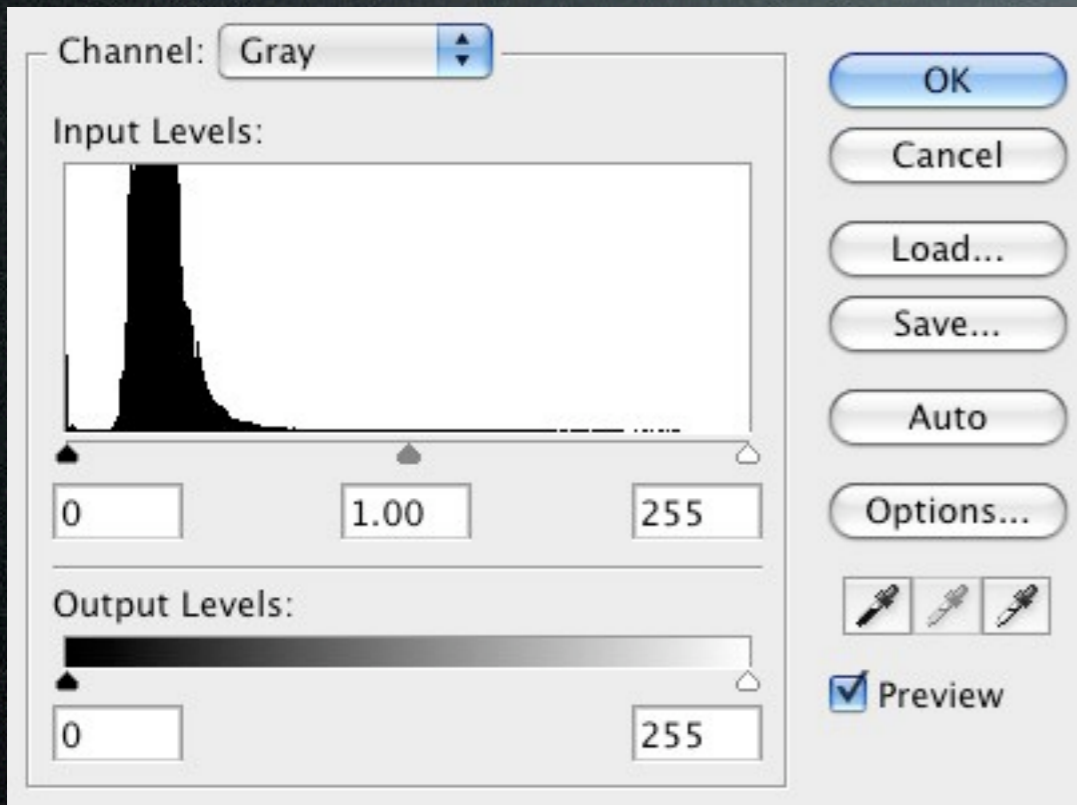 Channel: Gray
Input Levels:
0 1.00 255
Output Levels:
0 255
OK
Cancel
Load...
Save...
Auto
Options...
Preview